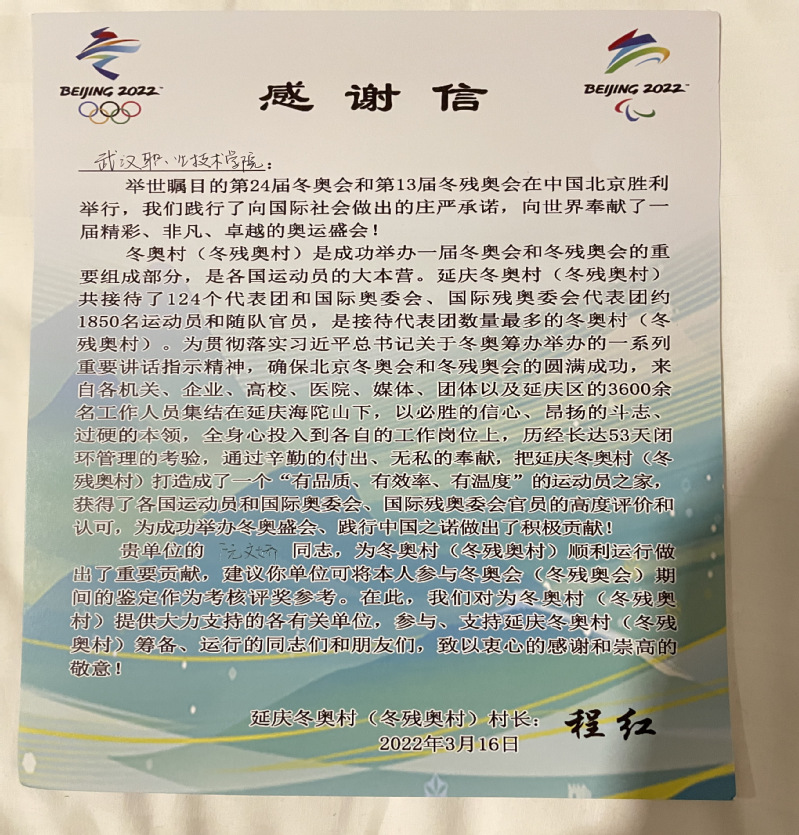 BEIJING 2022
BEIJING 2022
感谢信
武汉职业技术学院：
举世瞩目的第24届冬奥会和第13届冬残奥会在中国北京胜利
举行，我们践行了向国际社会做出的庄严承诺，向世界奉献了一
届精彩、非凡、卓越的奥运盛会！
冬奥村（冬残奥村）是成功举办一届冬奥会和冬残奥会的重
要组成部分，是各国运动员的大本营。延庆冬奥村（冬残奥村）
共接待了124个代表团和国际奥委会、国际残奥委会代表团约
1850名运动员和随队官员，是接待代表团数量最多的冬奥村（冬
残奥村）。为贯彻落实习近平总书记关于冬奥筹办举办的一系列
重要讲话指示精神，确保北京冬奥会和冬残奥会的圆满成功，来
自各机关、企业、高校、医院、媒体、团体以及延庆区的3600余
名工作人员集结在延庆海陀山下，以必胜的信心、昂扬的斗志、
过硬的本领，全身心投入到各自的工作岗位上，历经长达53天闭
环管理的考验，通过辛勤的付出、无私的奉献，把延庆冬奥村（冬
残奥村）打造成了一个“有品质、有效率、有温度”的运动员之家，
获得了各国运动员和国际奥委会、国际残奥委会官员的高度评价和
认可，为成功举办冬奥盛会、践行中国之诺做出了积极贡献！
贵单位的 阮文娇 同志，为冬奥村（冬残奥村）顺利运行做
出了重要贡献，建议你单位可将本人参与冬奥会（冬残奥会）期
间的鉴定作为考核评奖参考。在此，我们对为冬奥村（冬残奥
村）提供大力支持的各有关单位，参与、支持延庆冬奥村（冬残
奥村）筹备、运行的同志们和朋友们，致以衷心的感谢和崇高的
敬意！
延庆冬奥村（冬残奥村）村长：程红
2022年3月16日